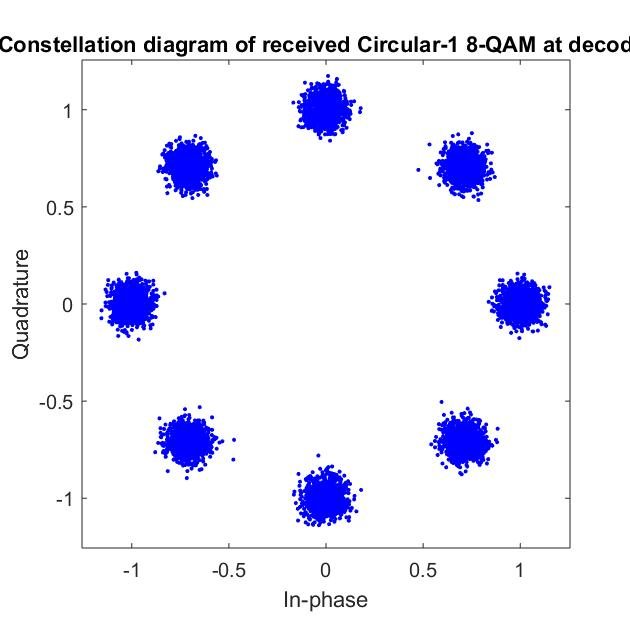 Constellation diagram of received Circular-1 8-QAM at decod
1
0.5
0
-0.5
-1
Quadrature
-1 -0.5 0 0.5 1
In-phase